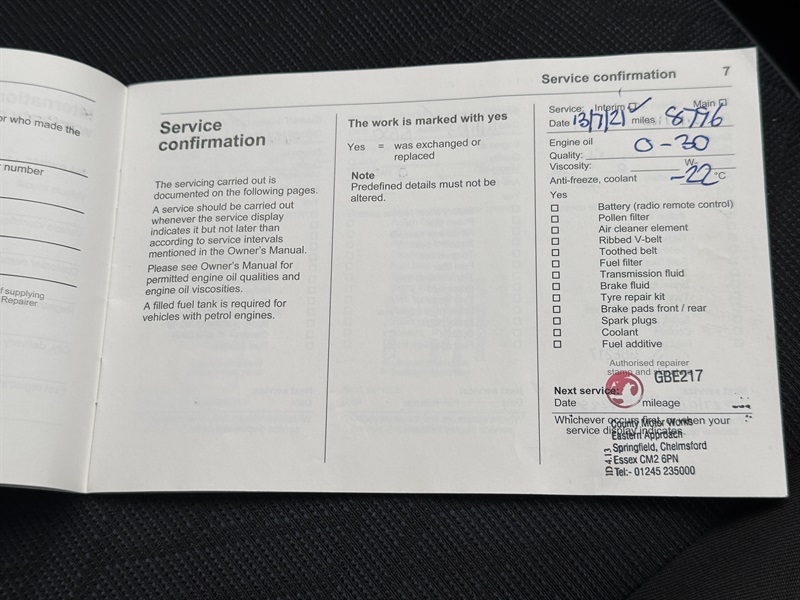 or who made the
number
f supplying
Repairer
Service confirmation 7
Service
confirmation
The servicing carried out is
documented on the following pages.
A service should be carried out
whenever the service display
indicates it but not later than
according to service intervals
mentioned in the Owner's Manual.
Please see Owner's Manual for
permitted engine oil qualities and
engine oil viscosities.
A filled fuel tank is required for
vehicles with petrol engines.
The work is marked with yes
Yes = was exchanged or
replaced
Note
Predefined details must not be
altered.
Service: Interim ☑ Main ☐
Date 13/7/21 miles 8776
Engine oil 0-30
Quality:
Viscosity: W-
Anti-freeze, coolant -22 °C
Yes
☐ Battery (radio remote control)
☐ Pollen filter
☐ Air cleaner element
☐ Ribbed V-belt
☐ Toothed belt
☐ Fuel filter
☐ Transmission fluid
☐ Brake fluid
☐ Tyre repair kit
☐ Brake pads front / rear
☐ Spark plugs
☐ Coolant
☐ Fuel additive
Authorised repairer
stamp and
GBE217
Next service:
Date mileage
Whichever occurs first, or when your
service display indicates.
County Motor Works
Eastern Approach
Springfield, Chelmsford
Essex CM2 6PN
Tel:- 01245 235000
ID 413